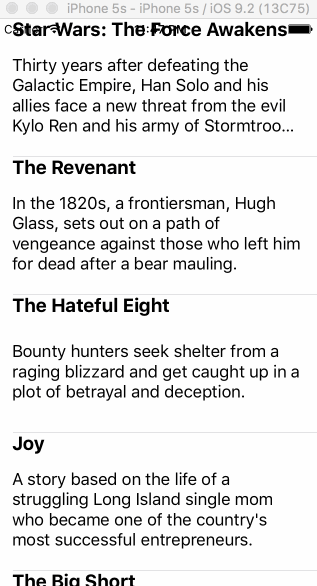 iPhone 5s - iPhone 5s / iOS 9.2 (13C75)
Star Wars: The Force Awakens
Thirty years after defeating the
Galactic Empire, Han Solo and his
allies face a new threat from the evil
Kylo Ren and his army of Stormtroo...
The Revenant
In the 1820s, a frontiersman, Hugh
Glass, sets out on a path of
vengeance against those who left him
for dead after a bear mauling.
The Hateful Eight
Bounty hunters seek shelter from a
raging blizzard and get caught up in a
plot of betrayal and deception.
Joy
A story based on the life of a
struggling Long Island single mom
who became one of the country's
most successful entrepreneurs.
The Big Short